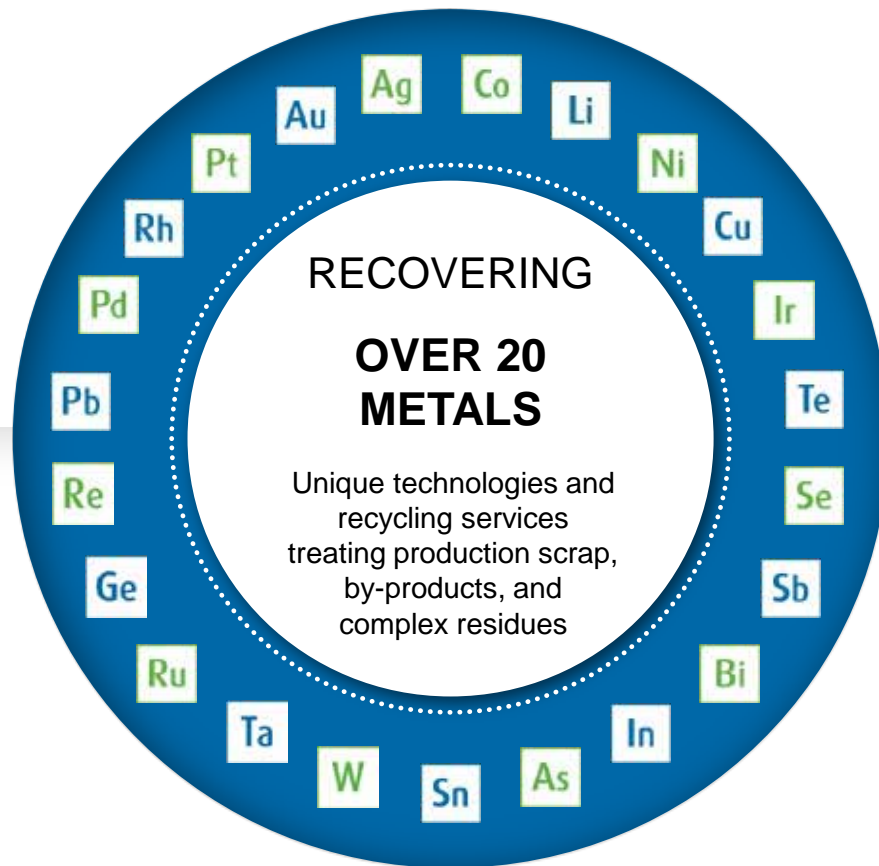 Ag
Co
Li
Ni
Cu
Ir
Te
Se
Sb
Bi
In
As
Sn
W
Ta
Ru
Ge
Re
Pb
Pd
Rh
Pt
Au
RECOVERING
OVER 20
METALS
Unique technologies and
recycling services
treating production scrap,
by-products, and
complex residues